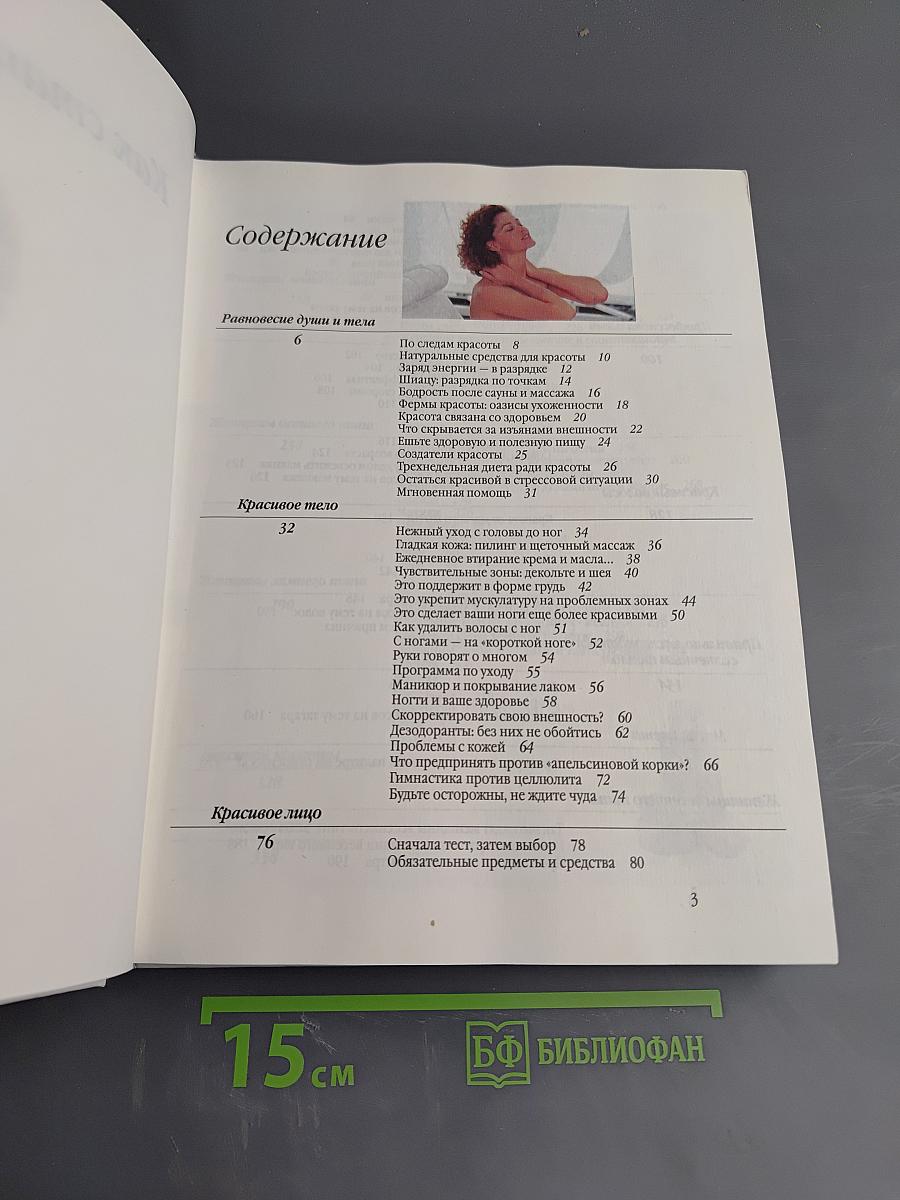 Содержание
Равновесие души и тела
6
По следам красоты 8
Натуральные средства для красоты 10
Заряд энергии — в разрядке 12
Шиацу: разрядка по точкам 14
Бодрость после сауны и массажа 16
Фермы красоты: оазисы ухоженности 18
Красота связана со здоровьем 20
Что скрывается за изъянами внешности 22
Ешьте здоровую и полезную пищу 24
Создатели красоты 25
Трехнедельная диета ради красоты 26
Остаться красивой в стрессовой ситуации 30
Мгновенная помощь 31
Красивое тело
32
Нежный уход с головы до ног 34
Гладкая кожа: пилинг и щеточный массаж 36
Ежедневное втирание крема и масла... 38
Чувствительные зоны: декольте и шея 40
Это поддержит в форме грудь 42
Это укрепит мускулатуру на проблемных зонах 44
Это сделает ваши ноги еще более красивыми 50
Как удалить волосы с ног 51
С ногами — на «короткой ноге» 52
Руки говорят о многом 54
Программа по уходу 55
Маникюр и покрывание лаком 56
Ногти и ваше здоровье 58
Скорректировать свою внешность? 60
Дезодоранты: без них не обойтись 62
Проблемы с кожей 64
Что предпринять против «апельсиновой корки»? 66
Гимнастика против целлюлита 72
Будьте осторожны, не ждите чуда 74
Красивое лицо
76
Сначала тест, затем выбор 78
Обязательные предметы и средства 80
3
15 см
БФ БИБЛИОФАН